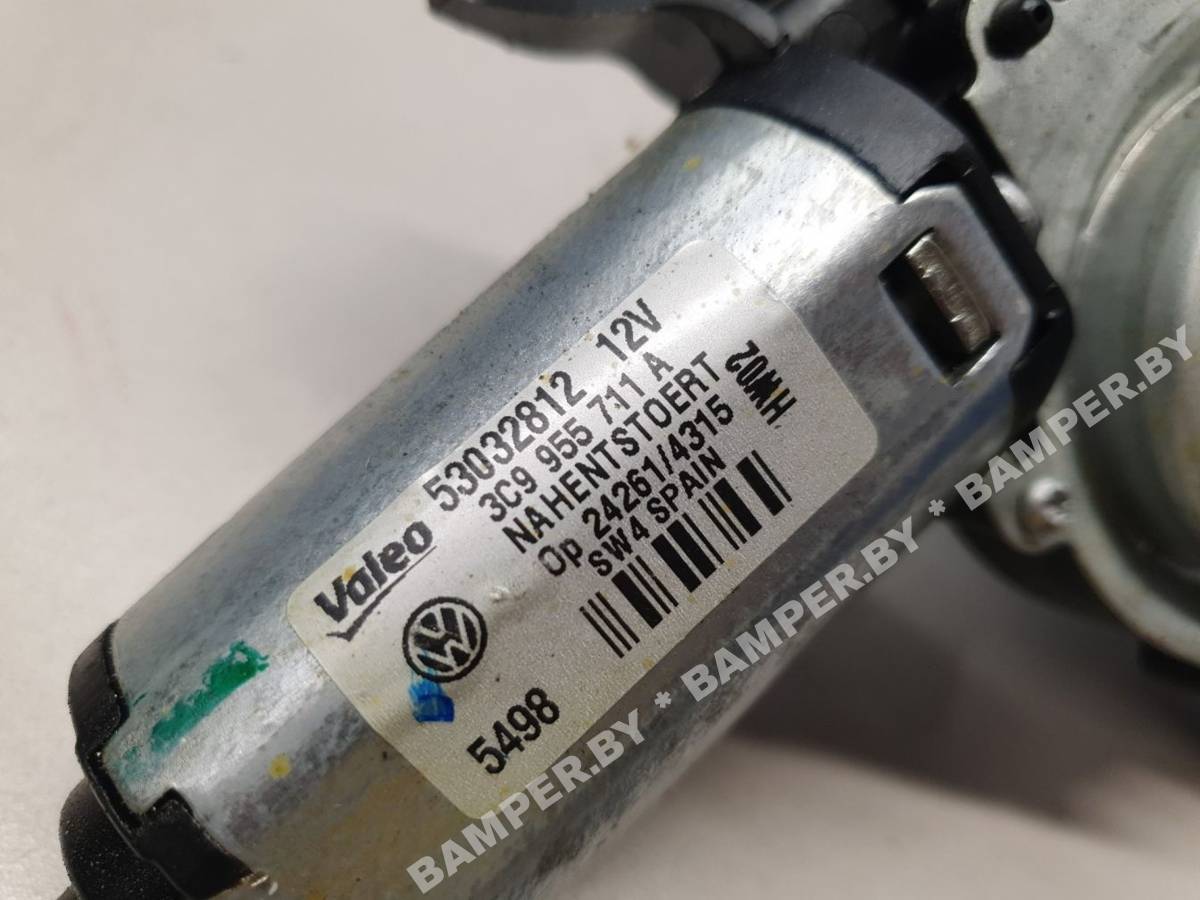 Valeo
53032812 12V
3C9 955 711 A
NAHENTSTOERT
Op 24261/4315
HW02
SW4 SPAIN
5498
BAMPER.BY * BAMPER.BY * BAMPER.BY